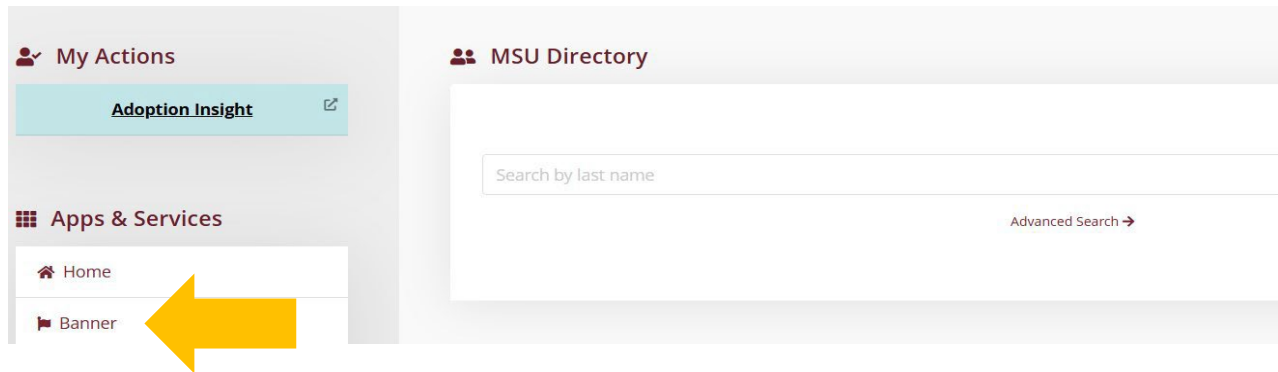 My Actions
Adoption Insight
Apps & Services
Home
Banner
MSU Directory
Search by last name
Advanced Search